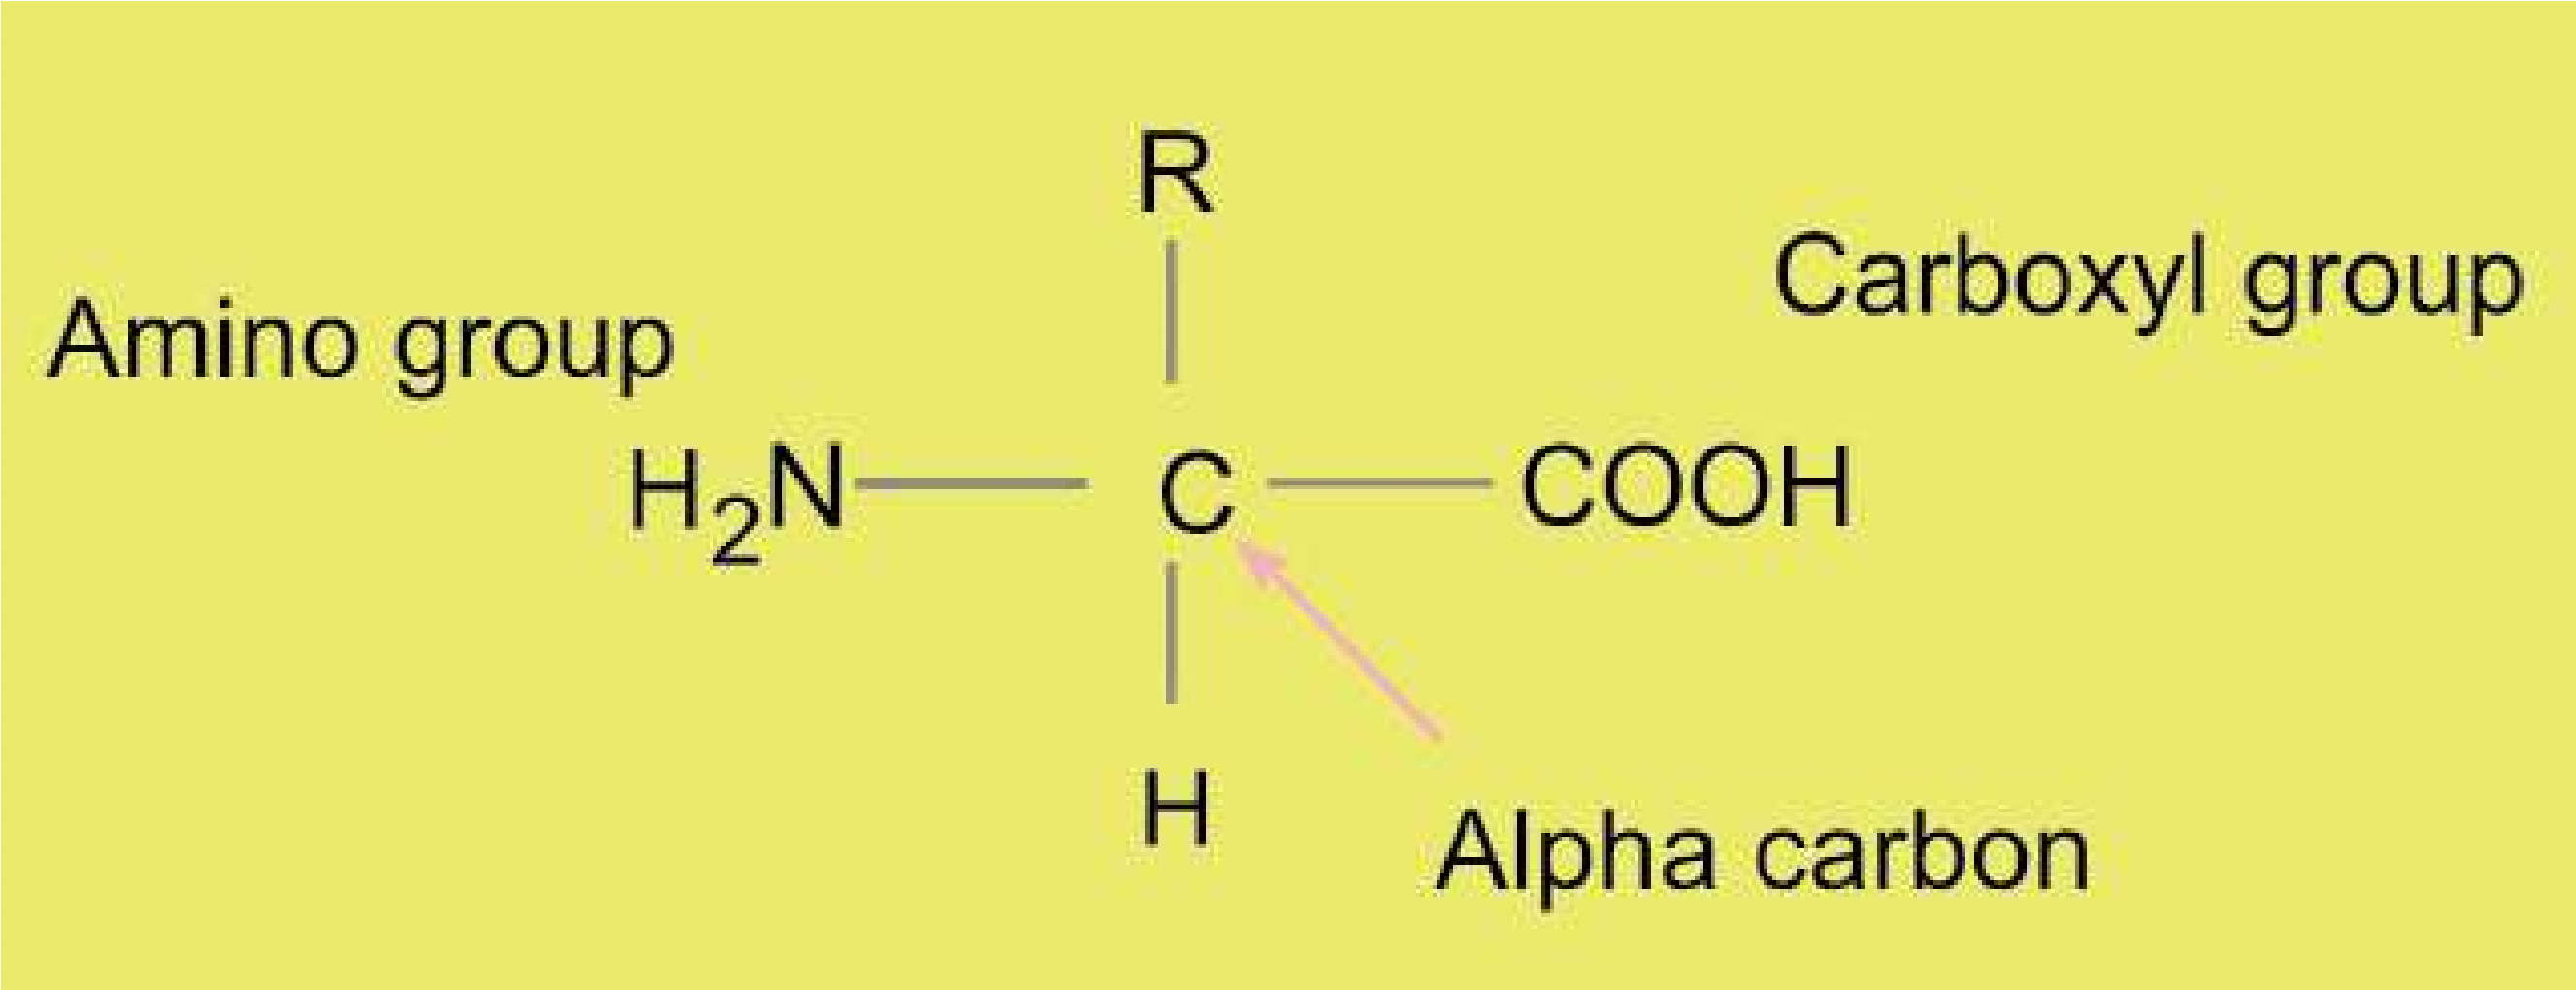 R
Carboxyl group
Amino group
H₂N C COOH
H
Alpha carbon